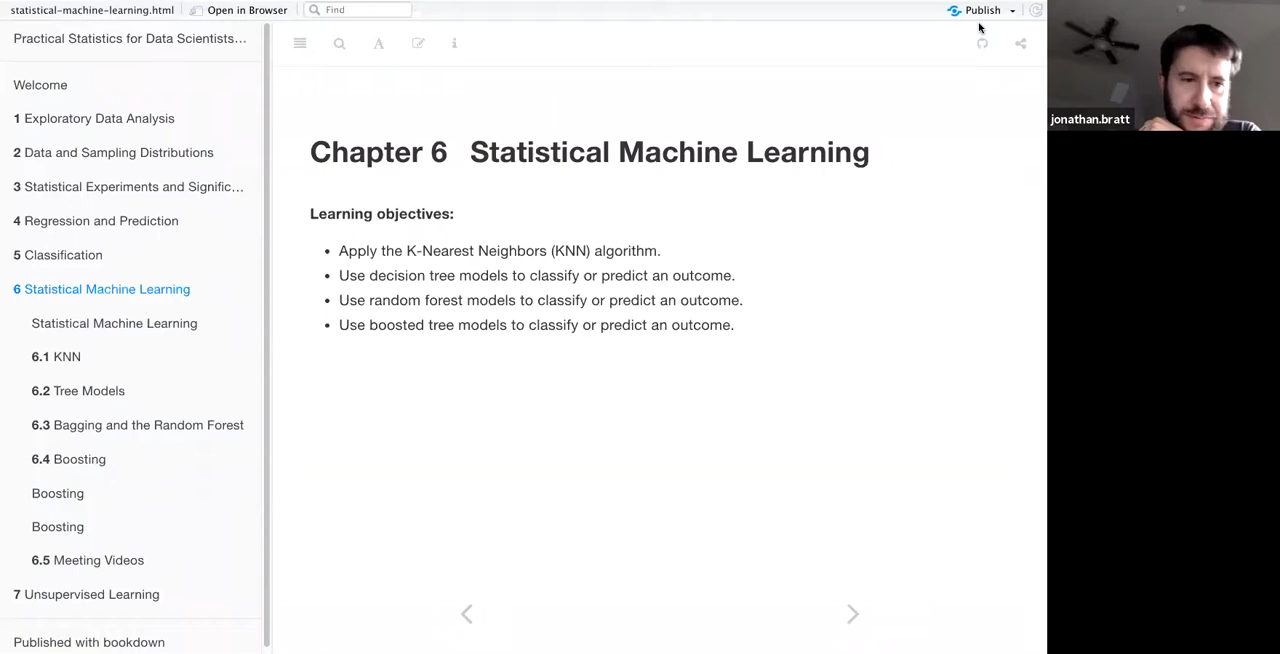 statistical-machine-learning.html
Open in Browser
Find
Publish
Practical Statistics for Data Scientists...
Welcome
1 Exploratory Data Analysis
2 Data and Sampling Distributions
3 Statistical Experiments and Signific...
4 Regression and Prediction
5 Classification
6 Statistical Machine Learning
Statistical Machine Learning
6.1 KNN
6.2 Tree Models
6.3 Bagging and the Random Forest
6.4 Boosting
Boosting
Boosting
6.5 Meeting Videos
7 Unsupervised Learning
Published with bookdown
A
i
Chapter 6 Statistical Machine Learning
Learning objectives:
• Apply the K-Nearest Neighbors (KNN) algorithm.
• Use decision tree models to classify or predict an outcome.
• Use random forest models to classify or predict an outcome.
• Use boosted tree models to classify or predict an outcome.
jonathan.bratt